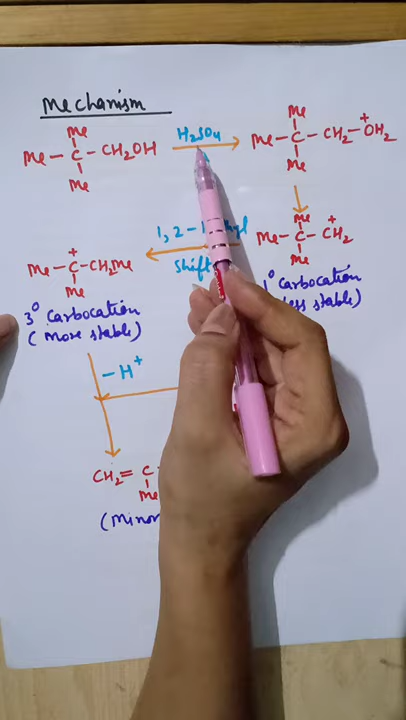 Mechanism
Me
Me - C - CH2OH
Me
H2SO4
Me
Me - C - CH2 - OH2
+
Me
Me
Me - C - CH2
+
Me
1° Carbocation
less stable)
1, 2 -
Shift
+
Me - C - CH2Me
Me
3° Carbocation
(More stable)
- H+
CH2 = C
Me